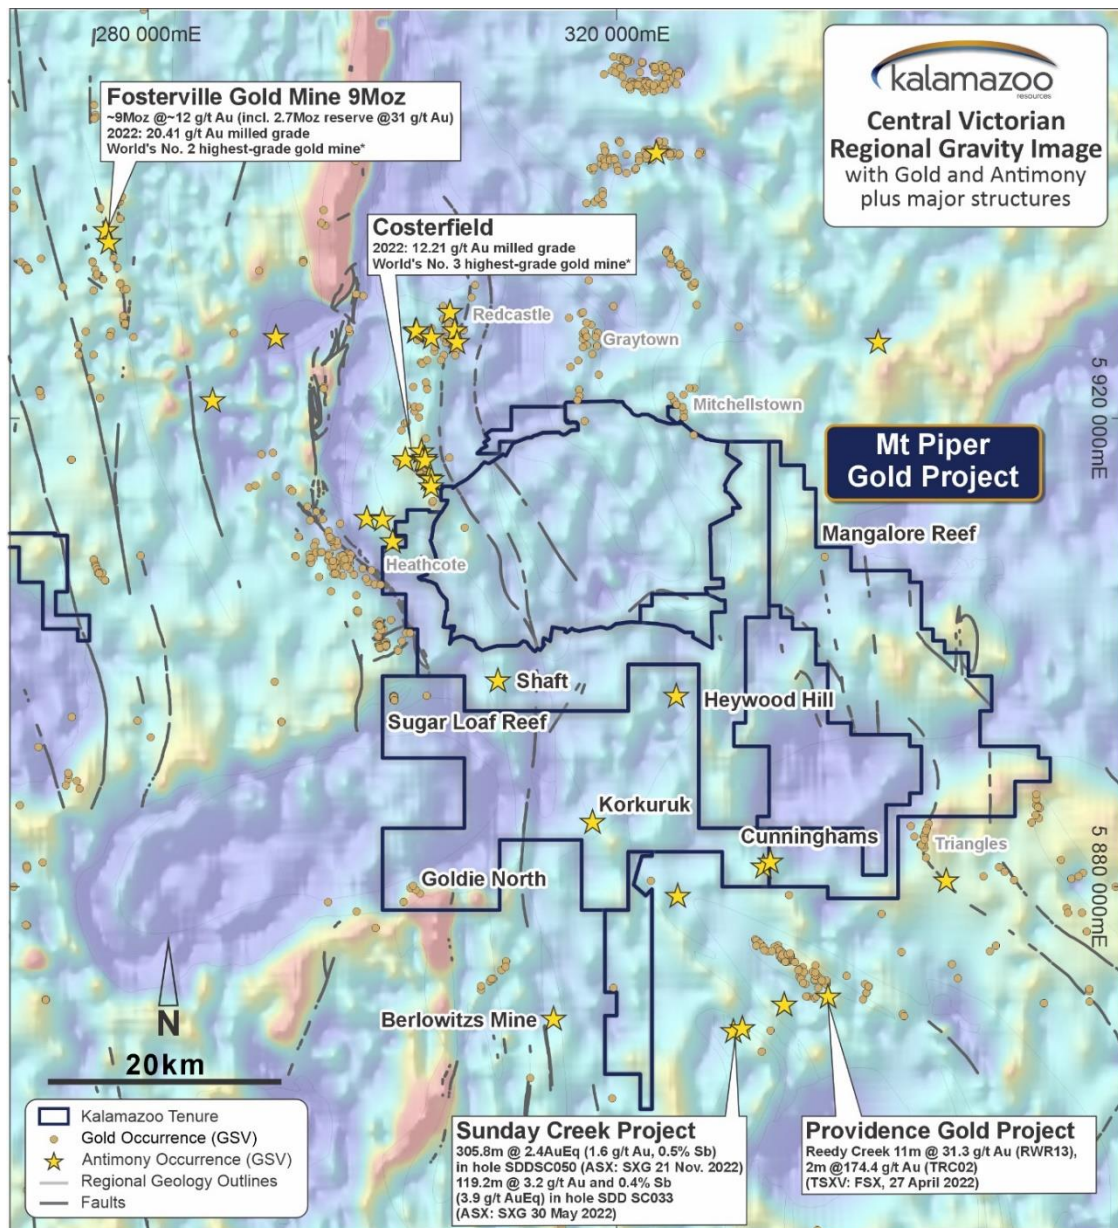 280 000mE
320 000mE
kalamazoo
resources
Central Victorian
Regional Gravity Image
with Gold and Antimony
plus major structures
Fosterville Gold Mine 9Moz
~9Moz @~12 g/t Au (incl. 2.7Moz reserve @31 g/t Au)
2022: 20.41 g/t Au milled grade
World's No. 2 highest-grade gold mine*
Costerfield
2022: 12.21 g/t Au milled grade
World's No. 3 highest-grade gold mine*
Redcastle
Graytown
Mitchellstown
5 920 000mE
Mt Piper
Gold Project
Mangalore Reef
Heathcote
Shaft
Heywood Hill
Sugar Loaf Reef
Korkuruk
Cunninghams
Triangles
Goldie North
5 880 000mE
Berlowitzs Mine
N
20km
Kalamazoo Tenure
Gold Occurrence (GSV)
Antimony Occurrence (GSV)
Regional Geology Outlines
Faults
Sunday Creek Project
305.8m @ 2.4AuEq (1.6 g/t Au, 0.5% Sb)
in hole SDDSC050 (ASX: SXG 21 Nov. 2022)
119.2m @ 3.2 g/t Au and 0.4% Sb
(3.9 g/t AuEq) in hole SDD SC033
(ASX: SXG 30 May 2022)
Providence Gold Project
Reedy Creek 11m @ 31.3 g/t Au (RWR13),
2m @174.4 g/t Au (TRC02)
(TSXV: FSX, 27 April 2022)